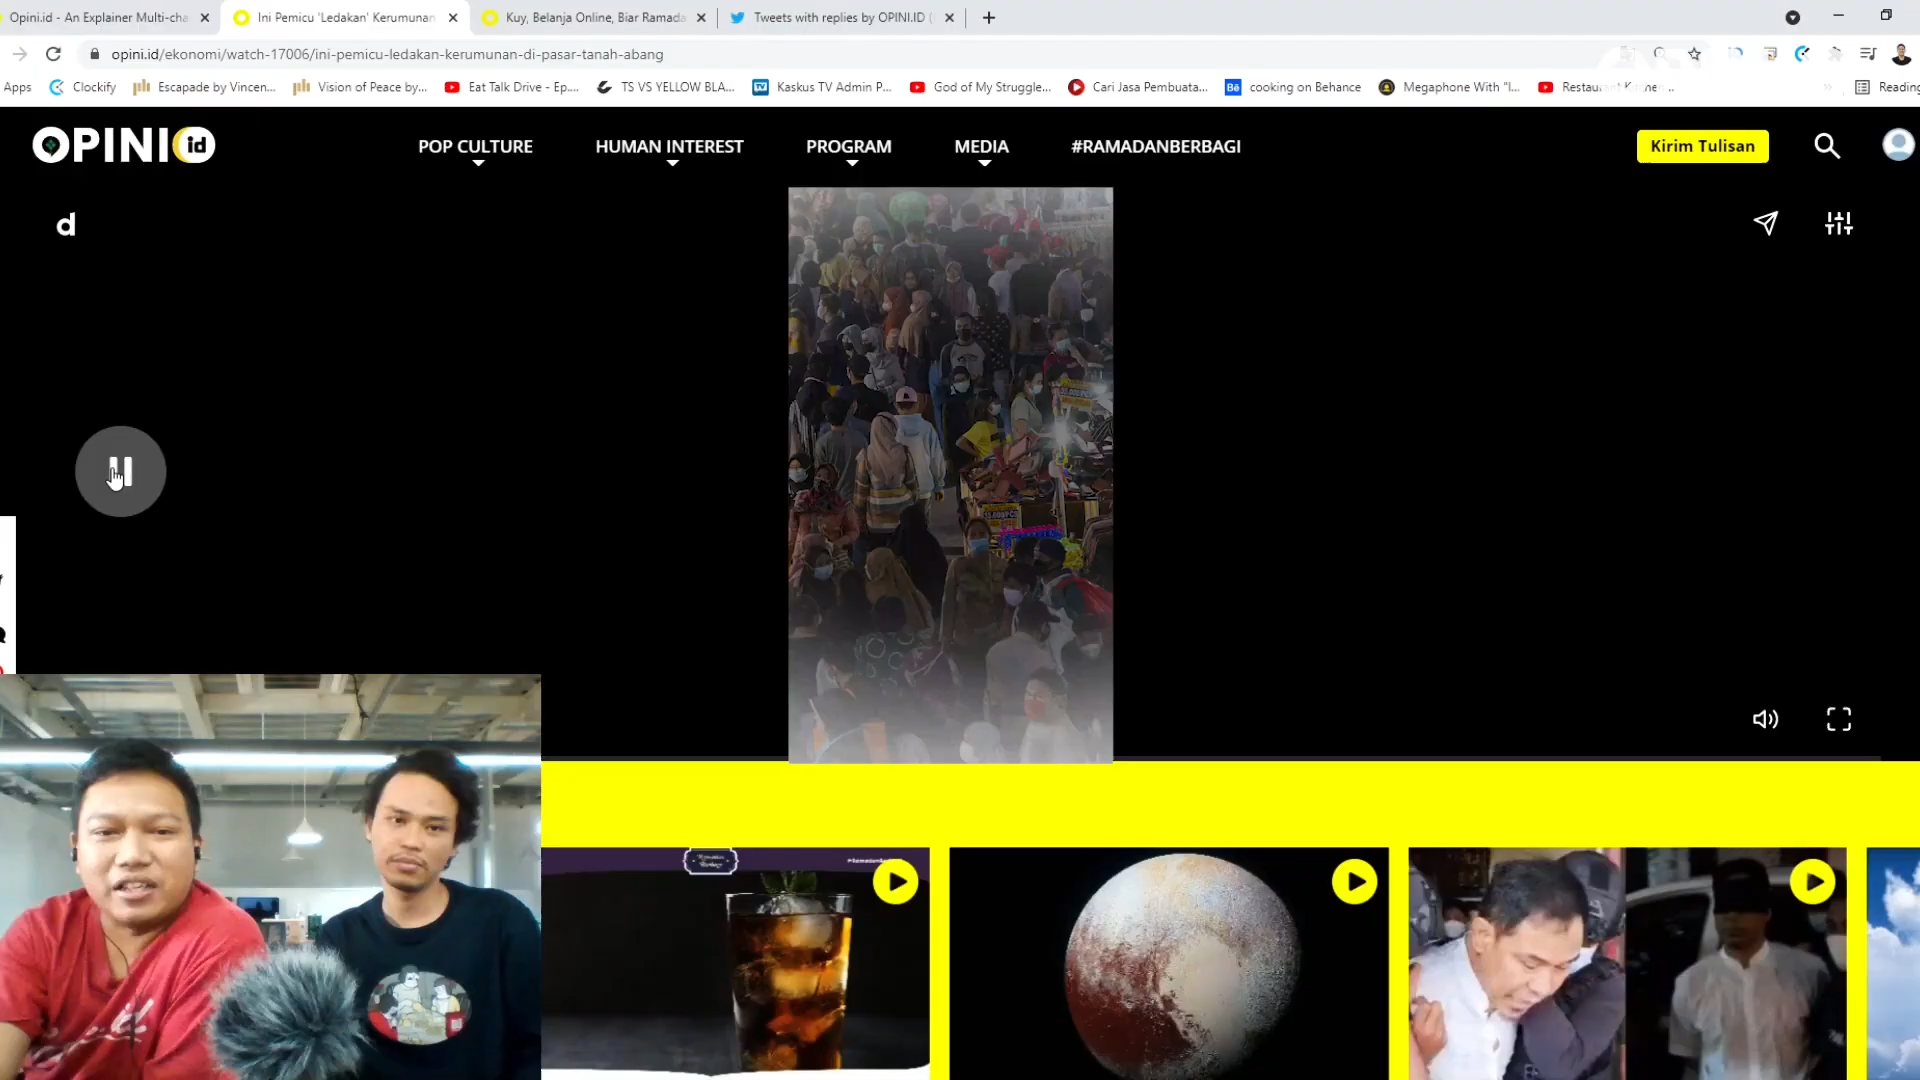 Opini.id - An Explainer Multi-cha
Ini Pemicu 'Ledakan' Kerumunan
Kuy, Belanja Online, Biar Ramada
Tweets with replies by OPINI.ID (
opini.id/ekonomi/watch-17006/ini-pemicu-ledakan-kerumunan-di-pasar-tanah-abang
Apps
Clockify
Escapade by Vincen...
Vision of Peace by...
Eat Talk Drive - Ep....
TS VS YELLOW BLA...
Kaskus TV Admin P...
God of My Struggle...
Cari Jasa Pembuata...
Bē cooking on Behance
Megaphone With "I...
Reading
OPINI id
POP CULTURE
HUMAN INTEREST
PROGRAM
MEDIA
#RAMADANBERBAGI
Kirim Tulisan
d